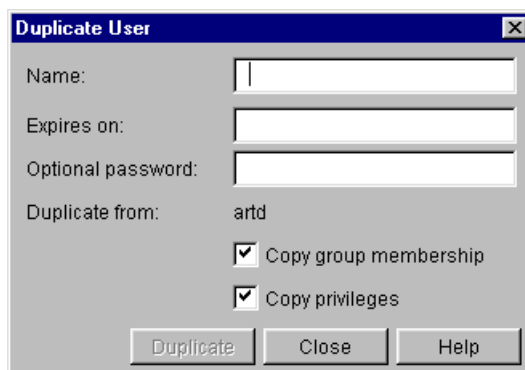 Duplicate User
Name:
Expires on:
Optional password:
Duplicate from: artd
Copy group membership
Copy privileges
Duplicate Close Help